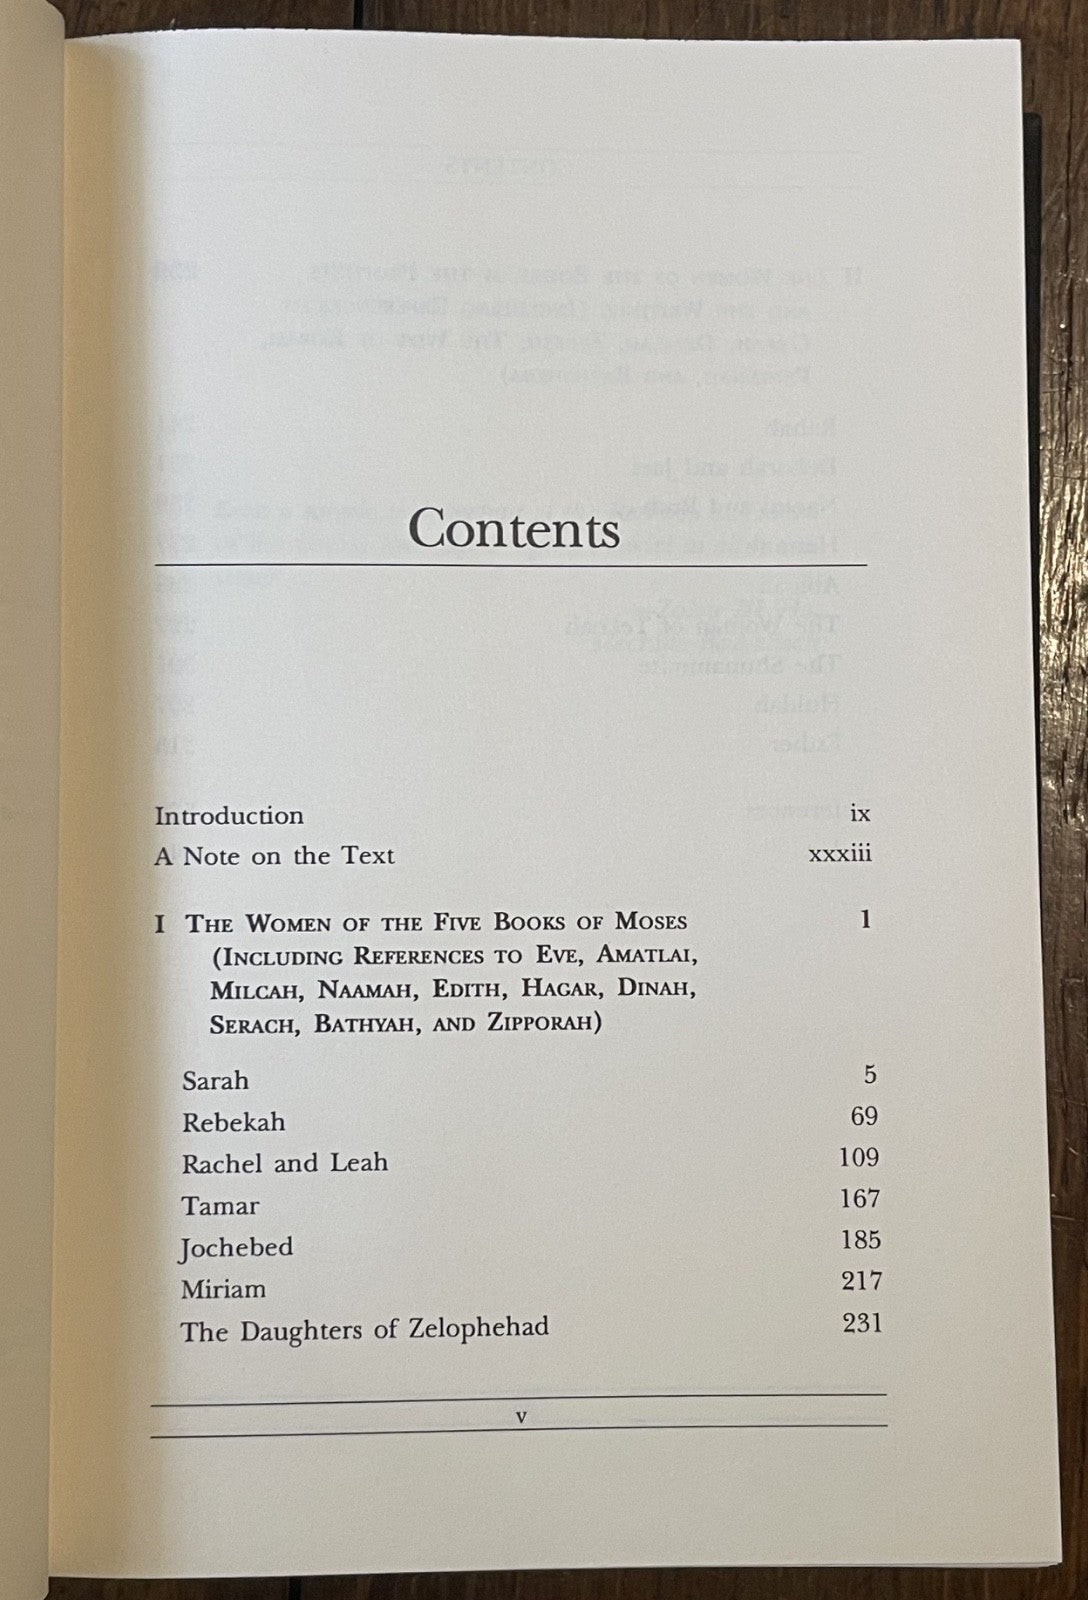 Contents
Introduction ix
A Note on the Text xxxiii
I THE WOMEN OF THE FIVE BOOKS OF MOSES 1
(INCLUDING REFERENCES TO EVE, AMATLAI,
MILCAH, NAAMAH, EDITH, HAGAR, DINAH,
SERACH, BATHYAH, AND ZIPPORAH)
Sarah 5
Rebekah 69
Rachel and Leah 109
Tamar 167
Jochebed 185
Miriam 217
The Daughters of Zelophehad 231
v